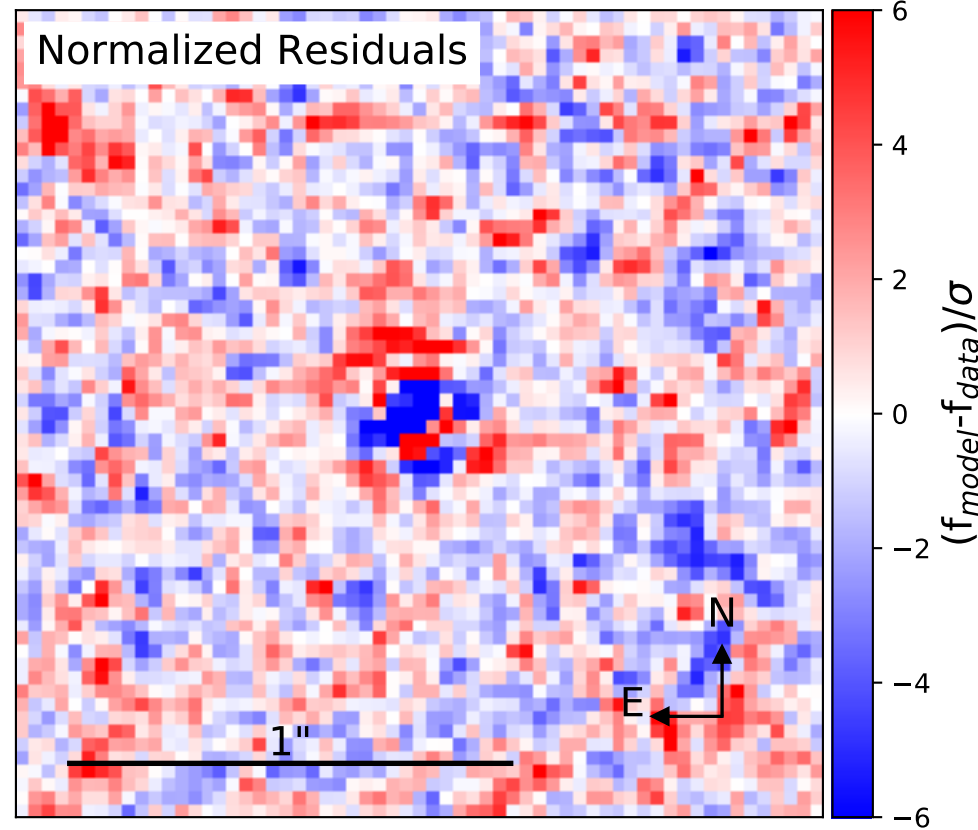 Normalized Residuals
6
4
2
0
−2
−4
−6
(f_model-f_data)/σ
N
E
1"